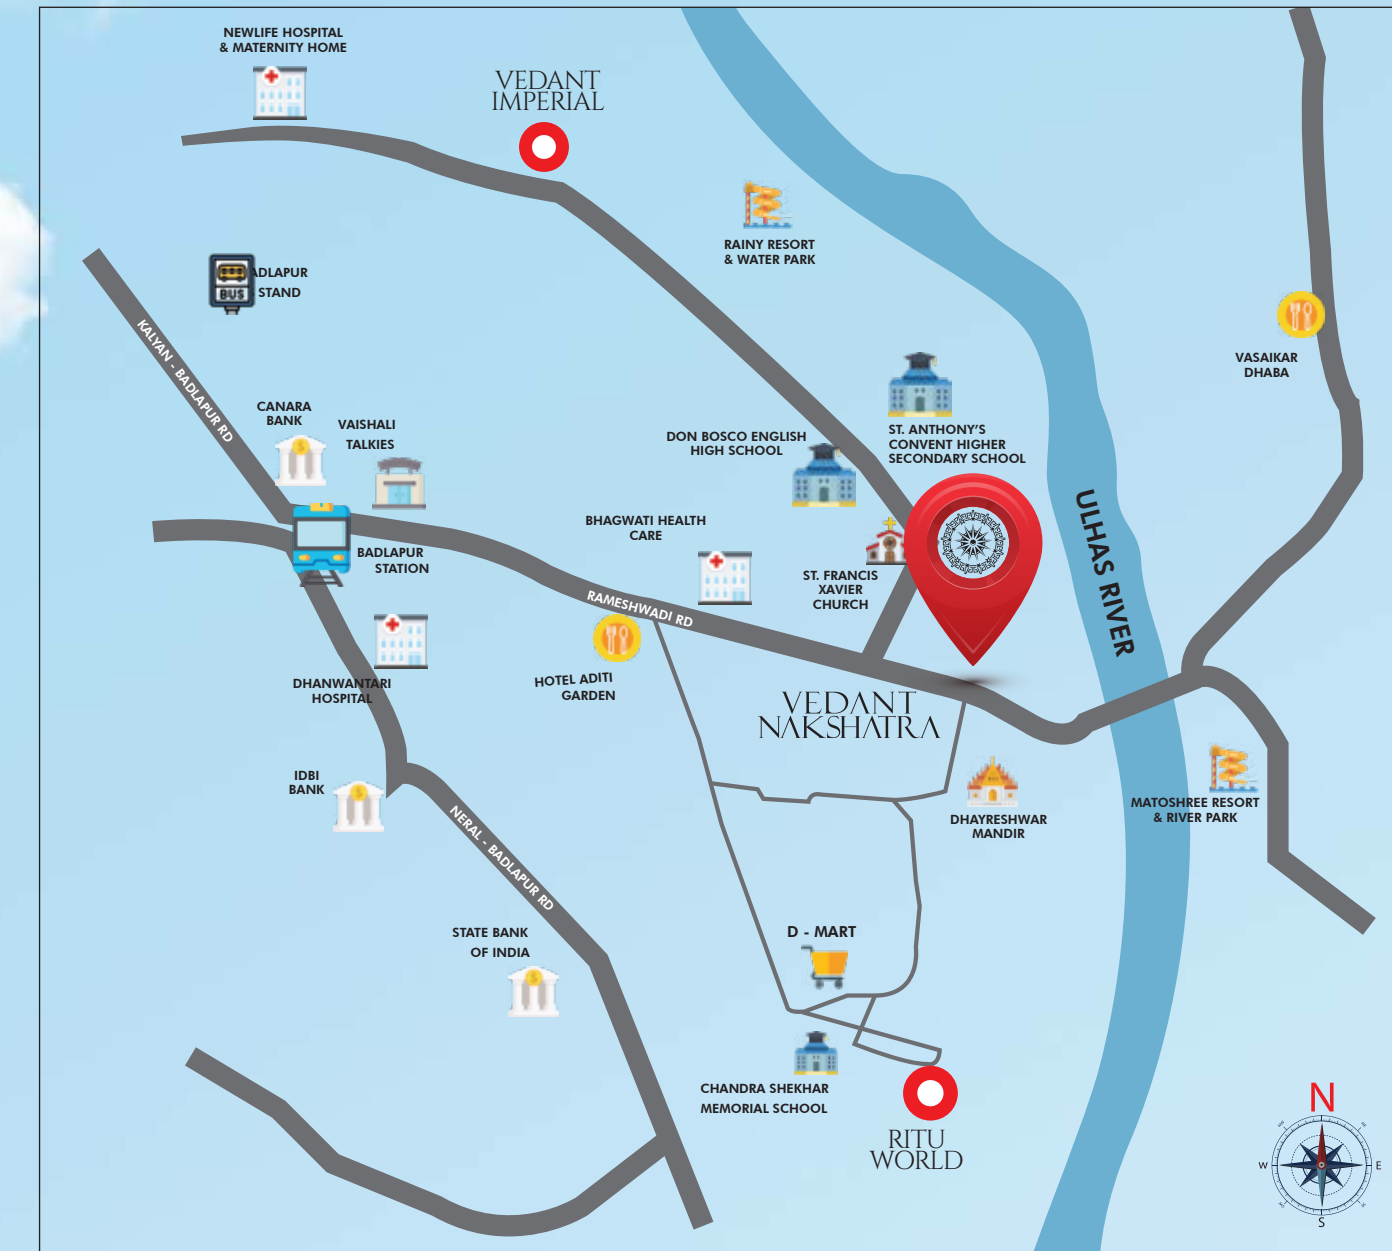 NEWLIFE HOSPITAL
& MATERNITY HOME
VEDANT
IMPERIAL
RAINY RESORT
& WATER PARK
ADLAPUR
STAND
BUS
KALYAN - BADLAPUR RD
VASAIKAR
DHABA
CANARA
BANK
VAISHALI
TALKIES
DON BOSCO ENGLISH
HIGH SCHOOL
ST. ANTHONY'S
CONVENT HIGHER
SECONDARY SCHOOL
BHAGWATI HEALTH
CARE
BADLAPUR
STATION
ST. FRANCIS
XAVIER
CHURCH
ULHAS RIVER
RAMESHWADI RD
DHANWANTARI
HOSPITAL
HOTEL ADITI
GARDEN
VEDANT
NAKSHATRA
IDBI
BANK
NERAL - BADLAPUR RD
DHAYRESHWAR
MANDIR
MATOSHREE RESORT
& RIVER PARK
STATE BANK
OF INDIA
D - MART
CHANDRA SHEKHAR
MEMORIAL SCHOOL
RITU
WORLD
N
W
E
S